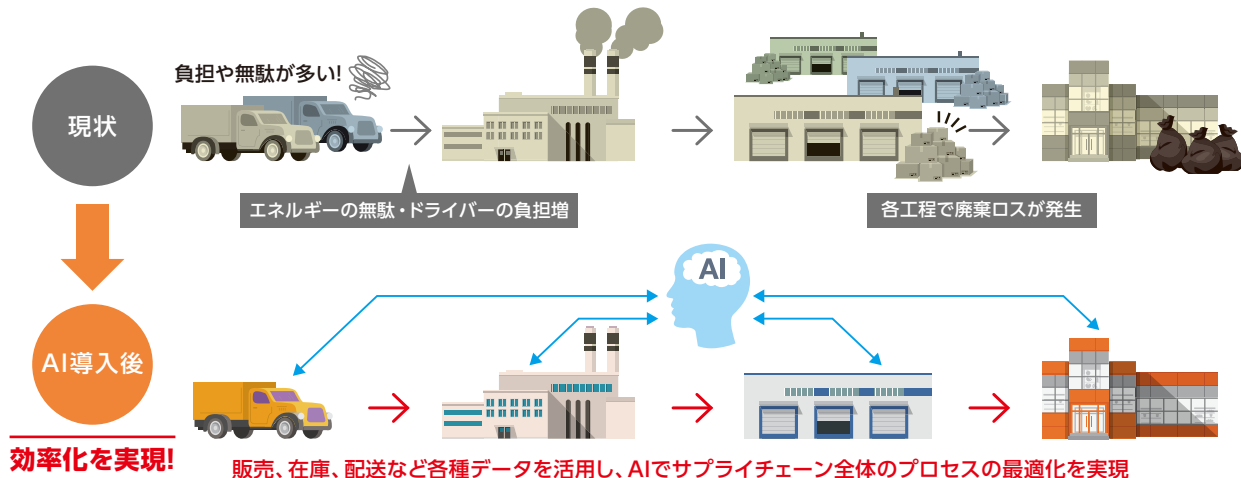 負担や無駄が多い!
現状
エネルギーの無駄・ドライバーの負担増
各工程で廃棄ロスが発生
AI
AI導入後
効率化を実現!
販売、在庫、配送など各種データを活用し、AIでサプライチェーン全体のプロセスの最適化を実現